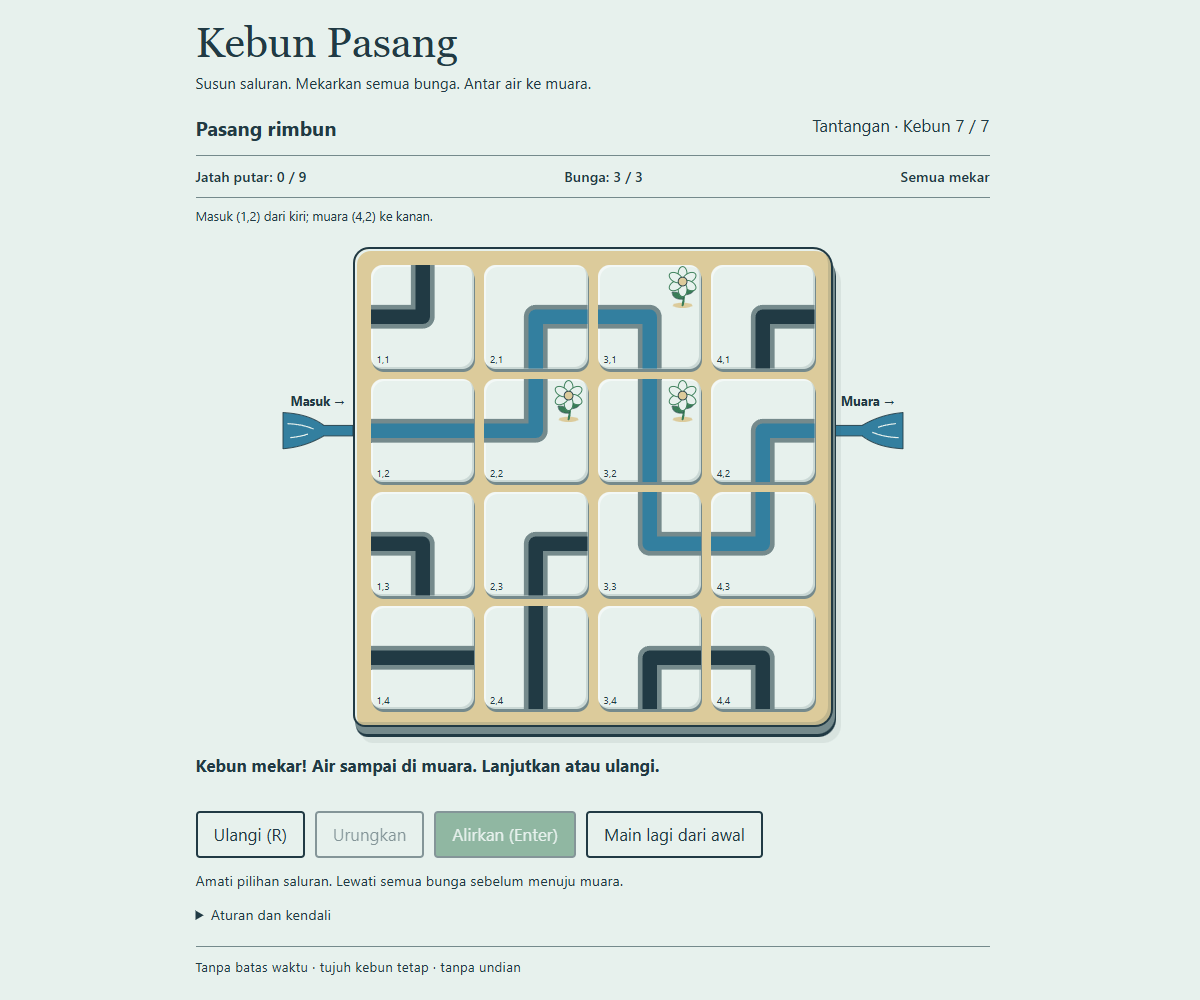 Kebun Pasang
Susun saluran. Mekarkan semua bunga. Antar air ke muara.
Pasang rimbun
Tantangan · Kebun 7 / 7
Jatah putar: 0 / 9
Bunga: 3 / 3
Semua mekar
Masuk (1,2) dari kiri; muara (4,2) ke kanan.
1,1
2,1
3,1
4,1
Masuk →
Muara →
1,2
2,2
3,2
4,2
1,3
2,3
3,3
4,3
1,4
2,4
3,4
4,4
Kebun mekar! Air sampai di muara. Lanjutkan atau ulangi.
Ulangi (R)
Urungkan
Alirkan (Enter)
Main lagi dari awal
Amati pilihan saluran. Lewati semua bunga sebelum menuju muara.
▶ Aturan dan kendali
Tanpa batas waktu · tujuh kebun tetap · tanpa undian